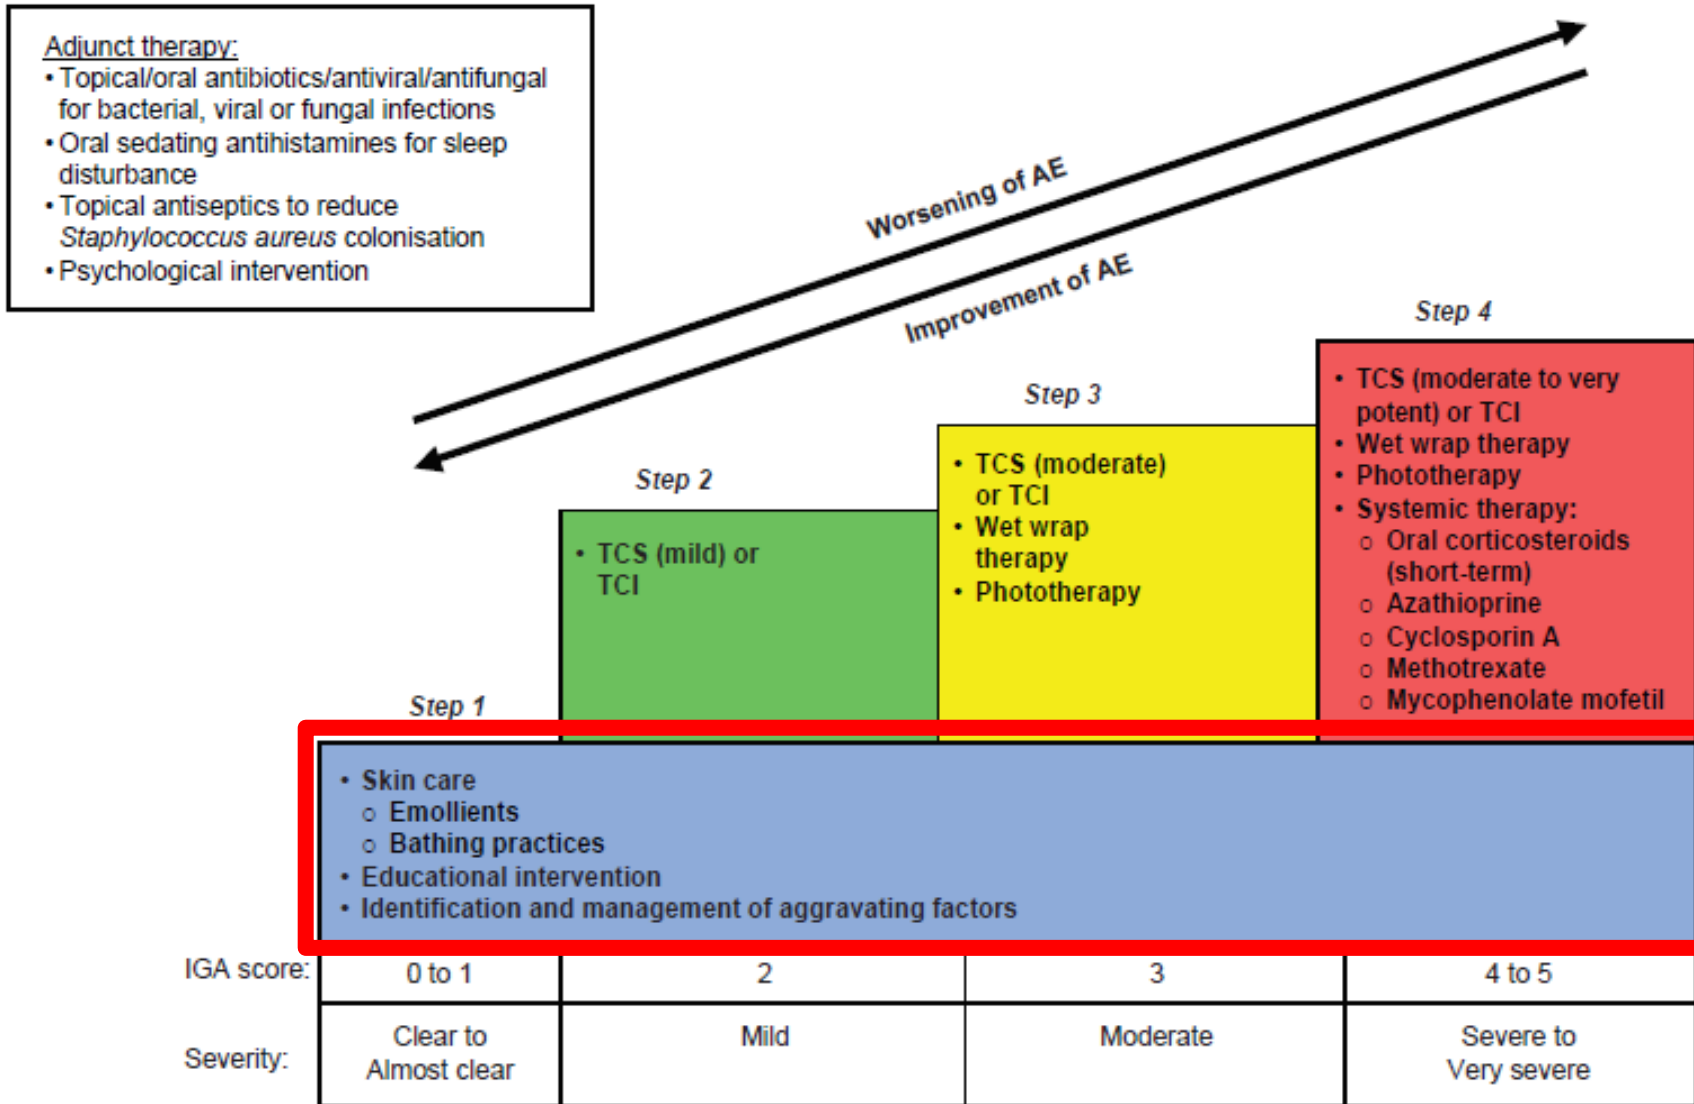 Adjunct therapy:
• Topical/oral antibiotics/antiviral/antifungal
for bacterial, viral or fungal infections
• Oral sedating antihistamines for sleep
disturbance
• Topical antiseptics to reduce
Staphylococcus aureus colonisation
• Psychological intervention
Worsening of AE
Improvement of AE
Step 4
• TCS (moderate to very
potent) or TCI
• Wet wrap therapy
• Phototherapy
• Systemic therapy:
o Oral corticosteroids
(short-term)
o Azathioprine
o Cyclosporin A
o Methotrexate
o Mycophenolate mofetil
Step 3
• TCS (moderate)
or TCI
• Wet wrap
therapy
• Phototherapy
Step 2
• TCS (mild) or
TCI
Step 1
• Skin care
o Emollients
o Bathing practices
• Educational intervention
• Identification and management of aggravating factors
IGA score: 0 to 1 2 3 4 to 5
Severity: Clear to Almost clear Mild Moderate Severe to Very severe